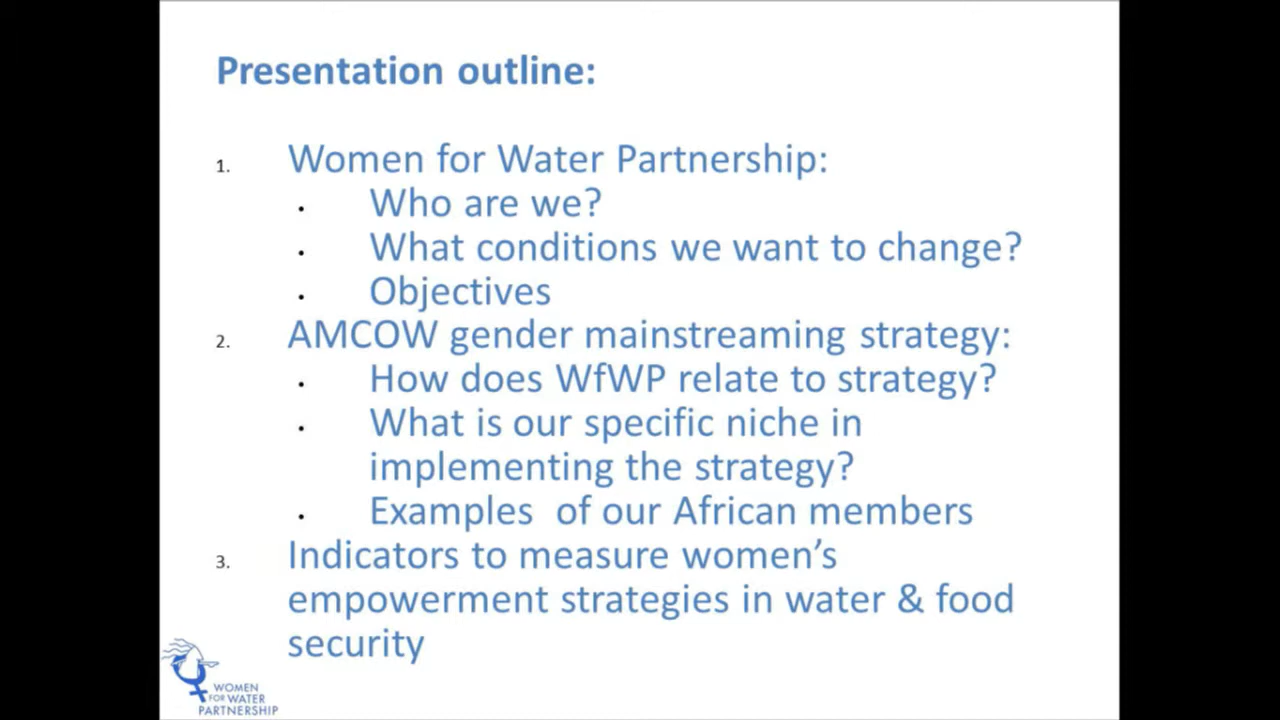 Presentation outline:
1. Women for Water Partnership:
• Who are we?
• What conditions we want to change?
• Objectives
2. AMCOW gender mainstreaming strategy:
• How does WfWP relate to strategy?
• What is our specific niche in
implementing the strategy?
• Examples of our African members
3. Indicators to measure women’s
empowerment strategies in water & food
security
WOMEN
FOR WATER
PARTNERSHIP